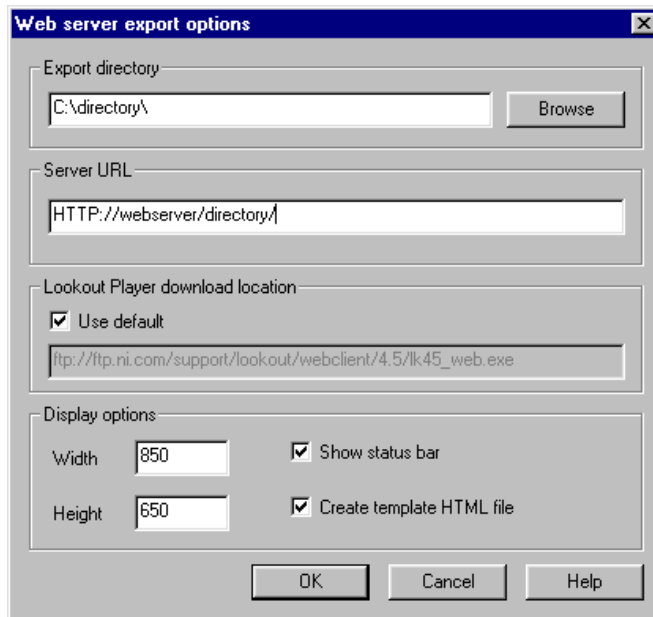 Web server export options
Export directory
C:\directory\
Browse
Server URL
HTTP://webserver/directory/
Lookout Player download location
Use default
ftp://ftp.ni.com/support/lookout/webclient/4.5/lk45_web.exe
Display options
Width 850 Show status bar
Height 650 Create template HTML file
OK Cancel Help